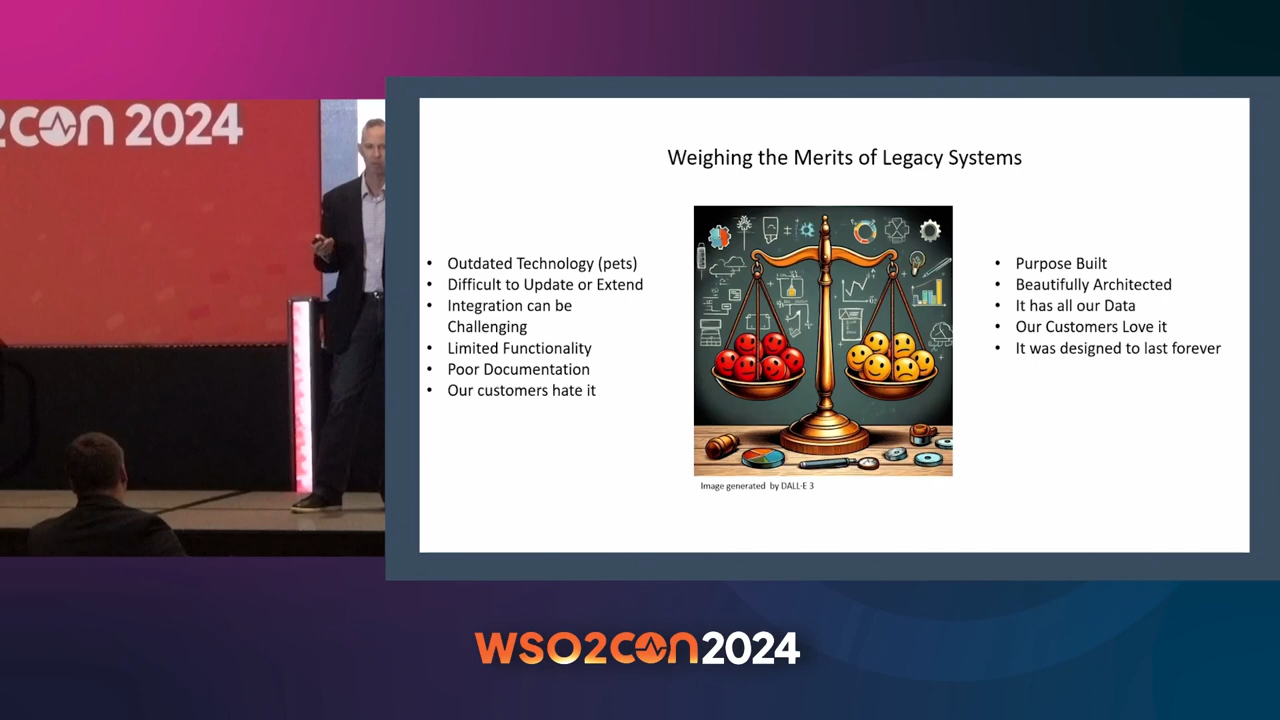 2CON 2024
Weighing the Merits of Legacy Systems
• Outdated Technology (pets)
• Difficult to Update or Extend
• Integration can be
Challenging
• Limited Functionality
• Poor Documentation
• Our customers hate it
• Purpose Built
• Beautifully Architected
• It has all our Data
• Our Customers Love it
• It was designed to last forever
Image generated by DALL·E 3
WSO2CON2024